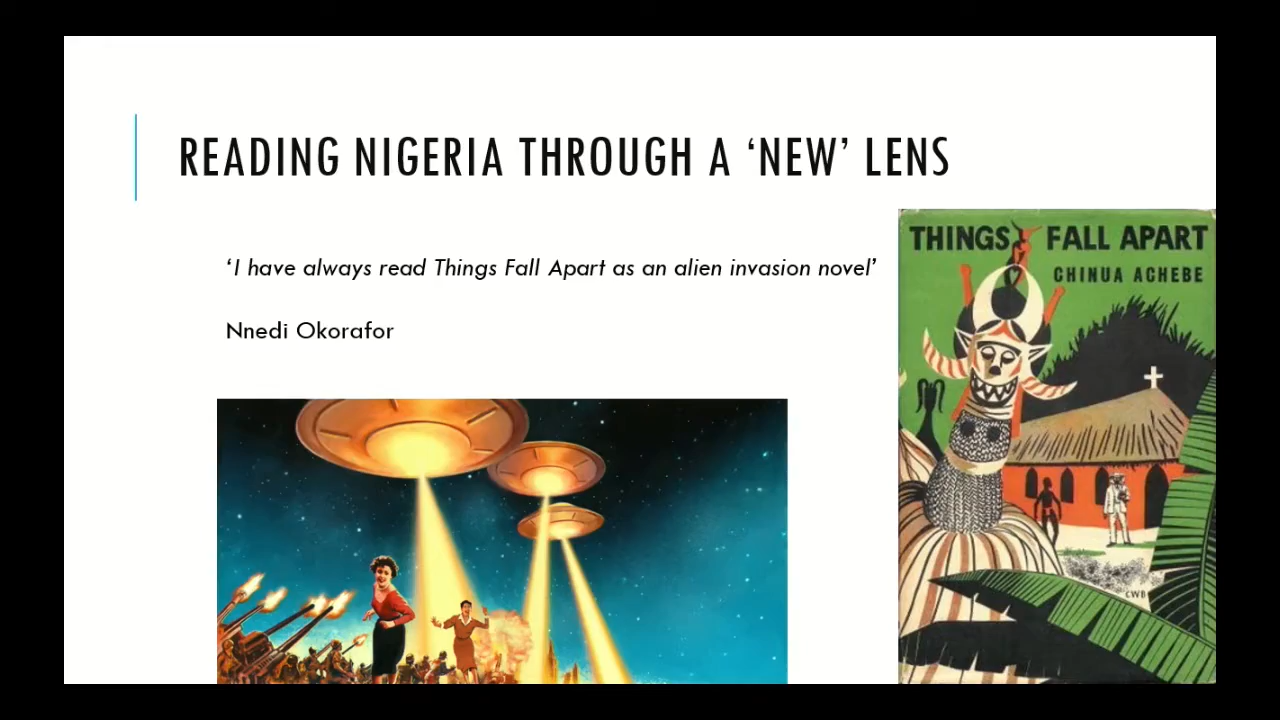 READING NIGERIA THROUGH A ‘NEW’ LENS
‘I have always read Things Fall Apart as an alien invasion novel’
Nnedi Okorafor
THINGS FALL APART
CHINUA ACHEBE
CWB